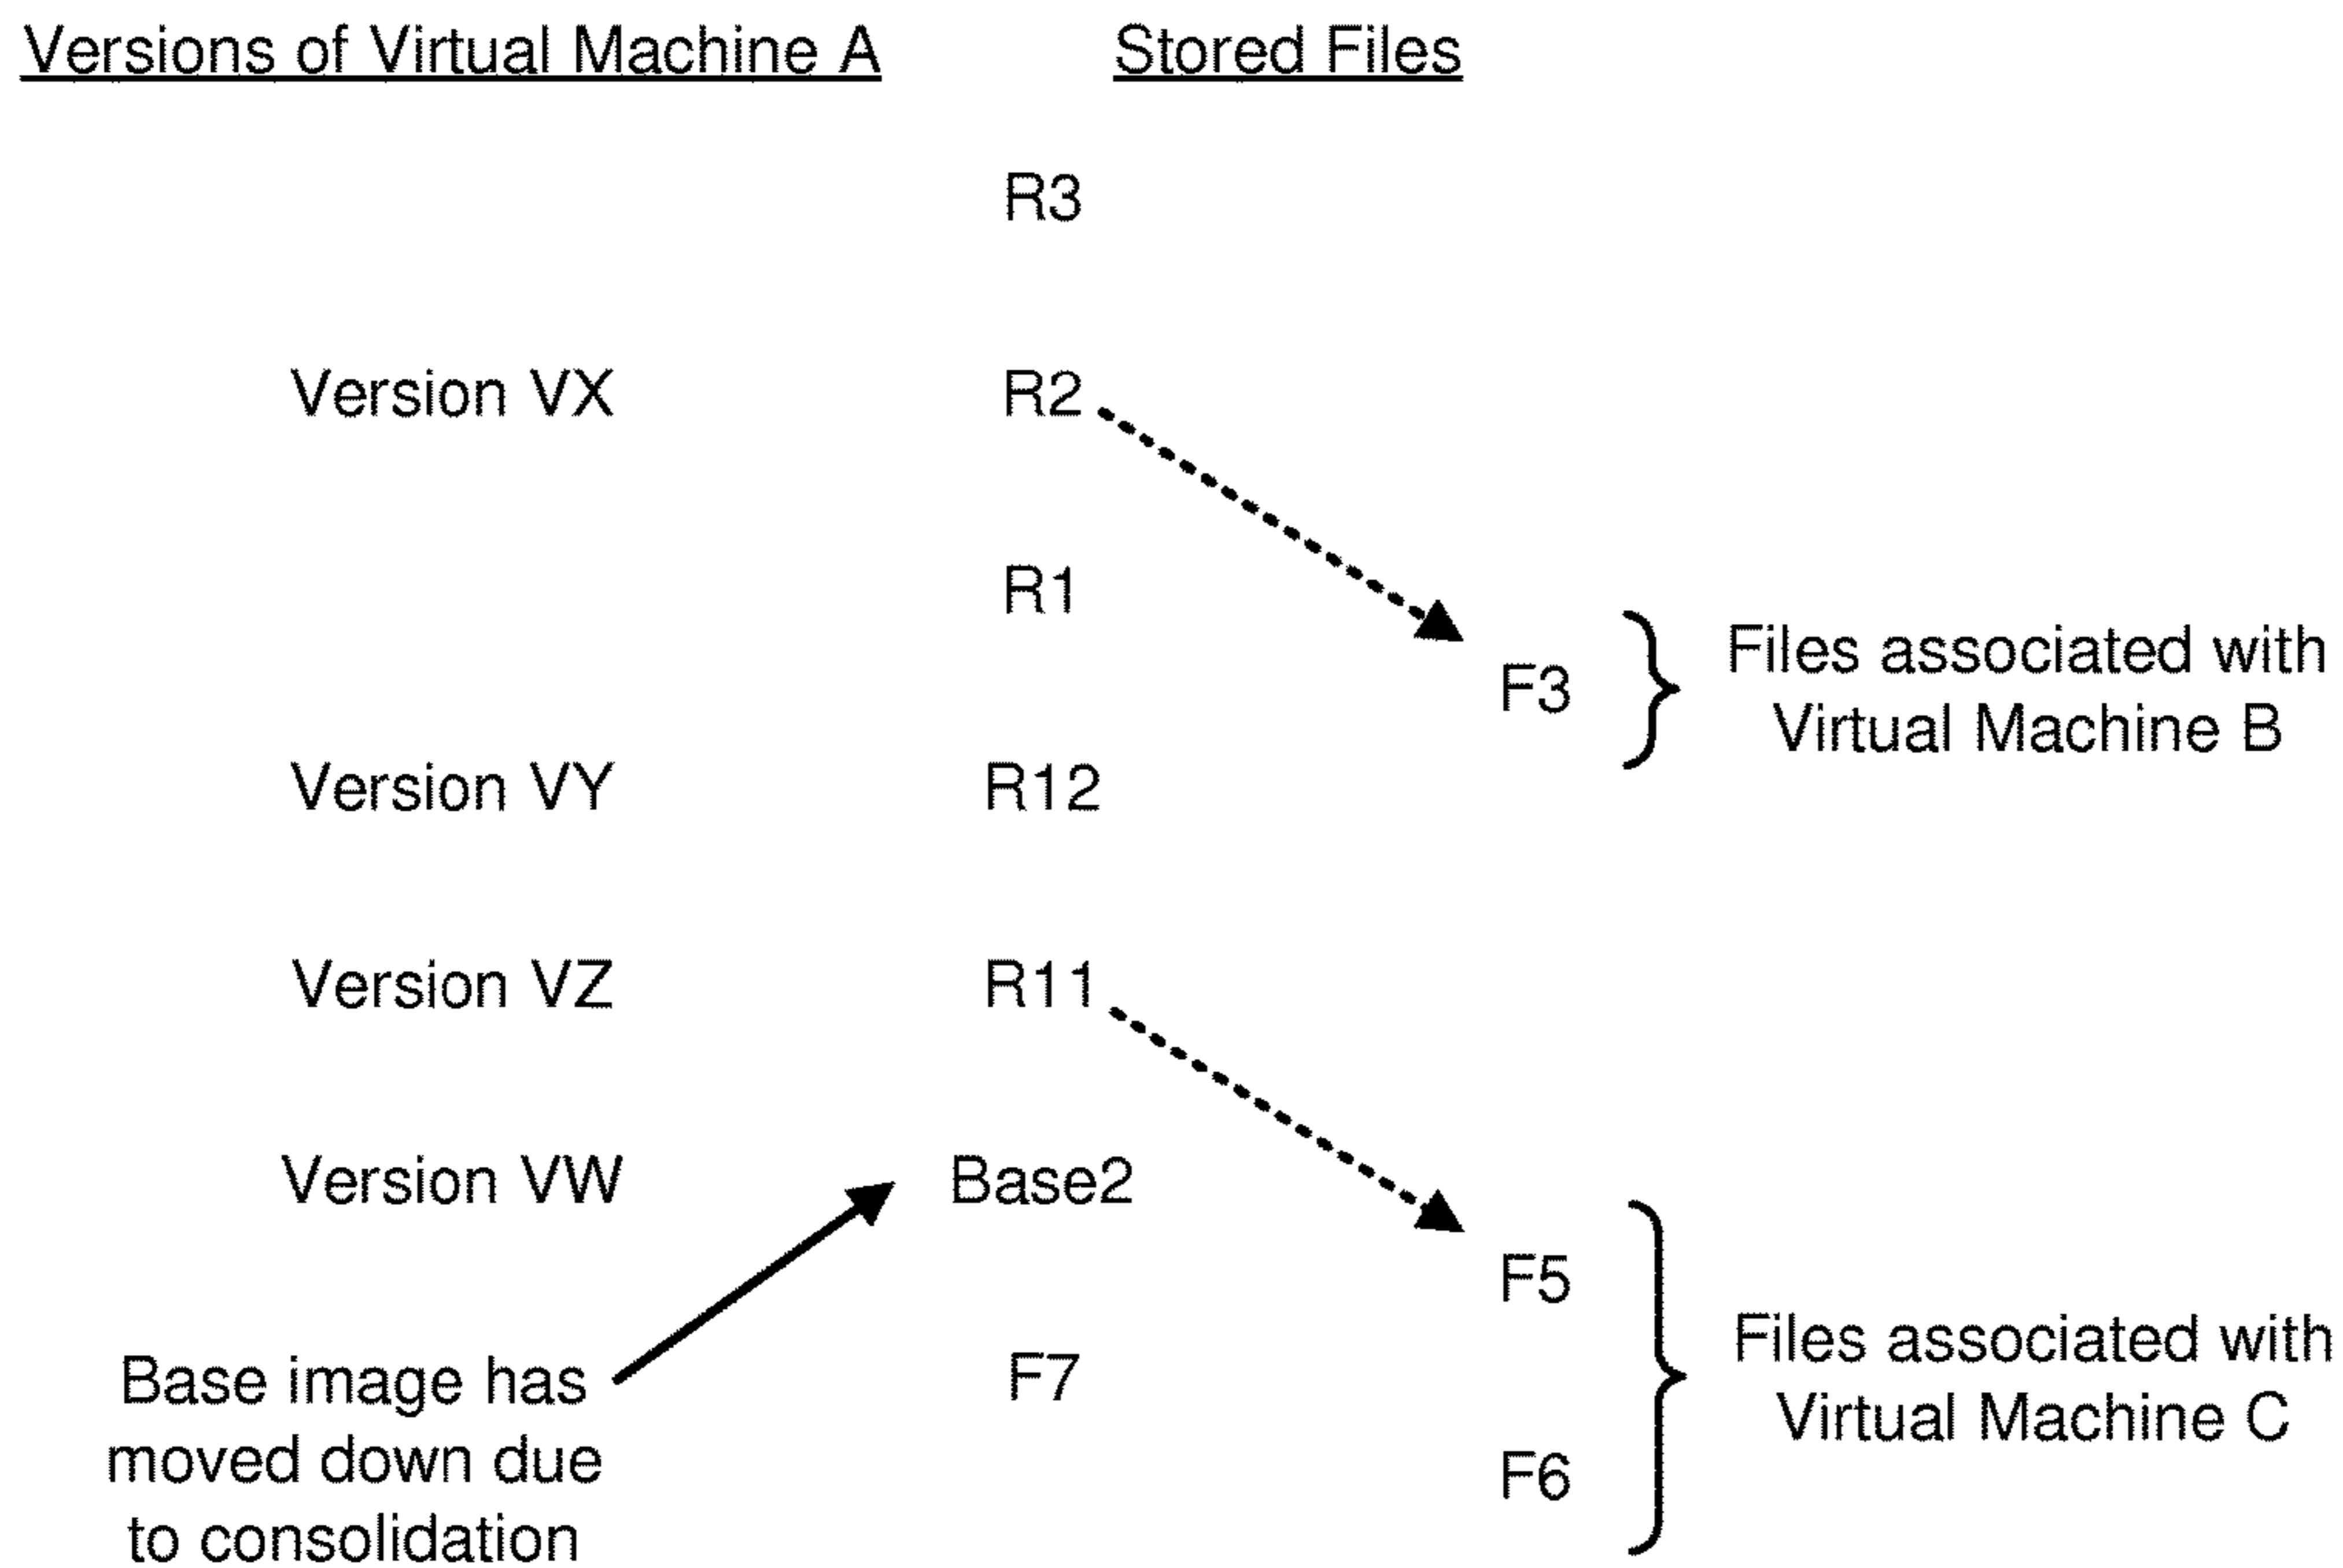 Versions of Virtual Machine A Stored Files
R3
Version VX R2
R1
Files associated with
F3
Virtual Machine B
Version VY R12
Version VZ R11
Version VW Base2
F5
Files associated with
Base image has F7
Virtual Machine C
moved down due
F6
to consolidation